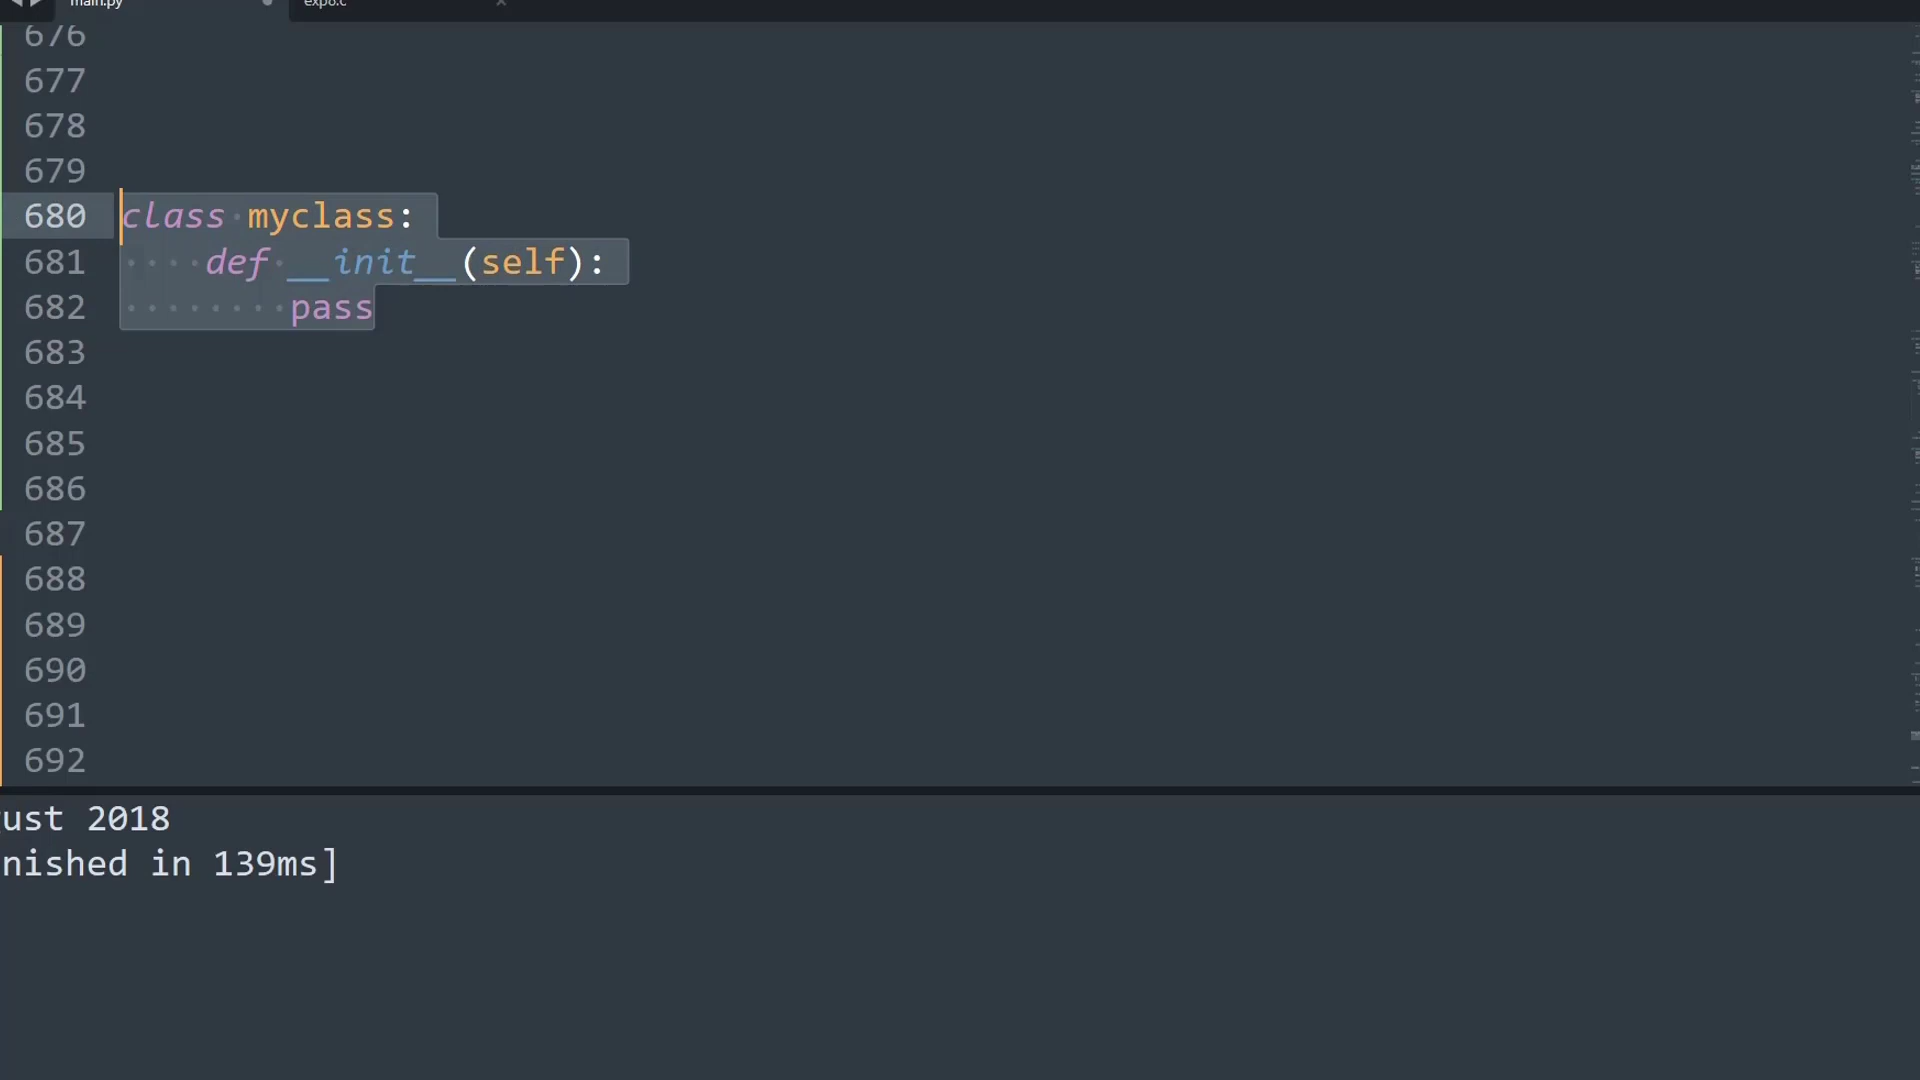 main.py expo.c
676
677
678
679
680 class myclass:
681 def __init__(self):
682 pass
683
684
685
686
687
688
689
690
691
692
ust 2018
nished in 139ms]